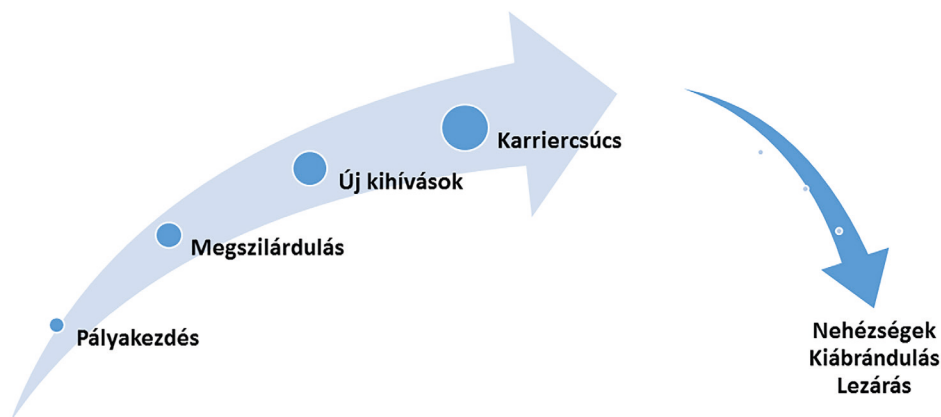 Karriercsúcs
Új kihívások
Megszilárdulás
Pályakezdés
Nehézségek
Kiábrándulás
Lezárás